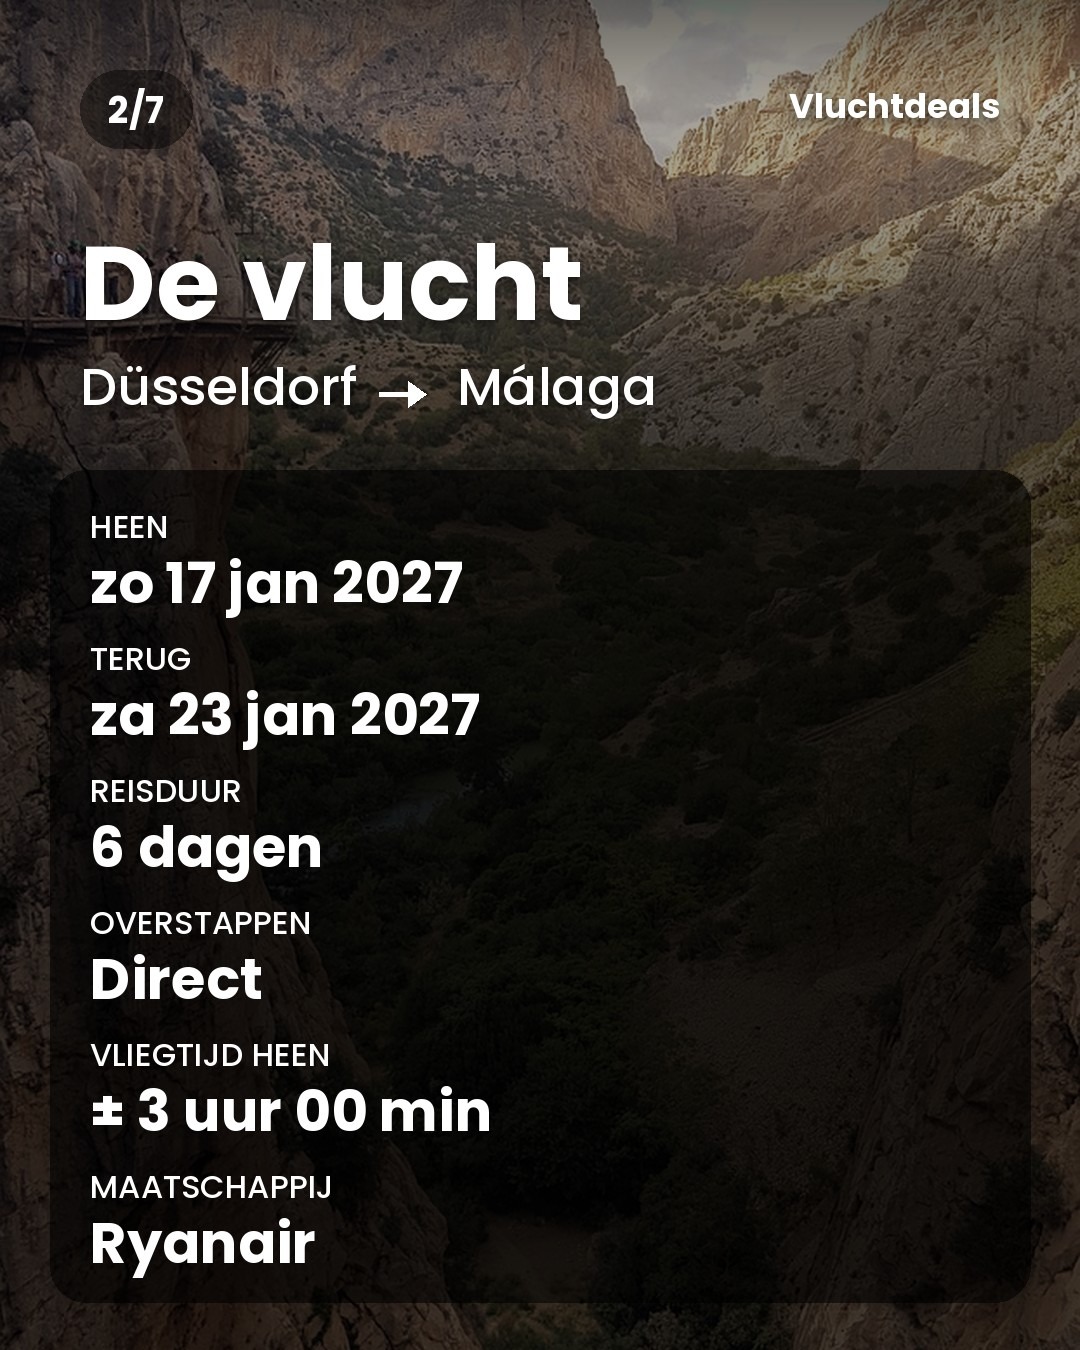 2/7
Vluchtdeals
De vlucht
Düsseldorf → Málaga
HEEN
zo 17 jan 2027
TERUG
za 23 jan 2027
REISDUUR
6 dagen
OVERSTAPPEN
Direct
VLIEGTIJD HEEN
± 3 uur 00 min
MAATSCHAPPIJ
Ryanair